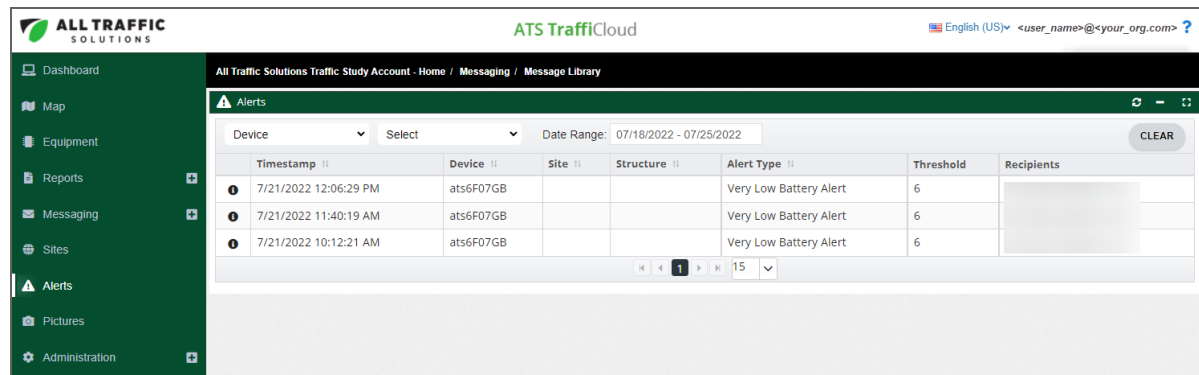 ALL TRAFFIC
SOLUTIONS
ATS TraffiCloud
English (US) <user_name>@<your_org.com> ?
Dashboard
All Traffic Solutions Traffic Study Account - Home / Messaging / Message Library
Map
Alerts
Equipment
Device Select Date Range: 07/18/2022 - 07/25/2022 CLEAR
Timestamp Device Site Structure Alert Type Threshold Recipients
Reports
7/21/2022 12:06:29 PM ats6F07GB Very Low Battery Alert 6
Messaging
7/21/2022 11:40:19 AM ats6F07GB Very Low Battery Alert 6
7/21/2022 10:12:21 AM ats6F07GB Very Low Battery Alert 6
Sites
1 15
Alerts
Pictures
Administration